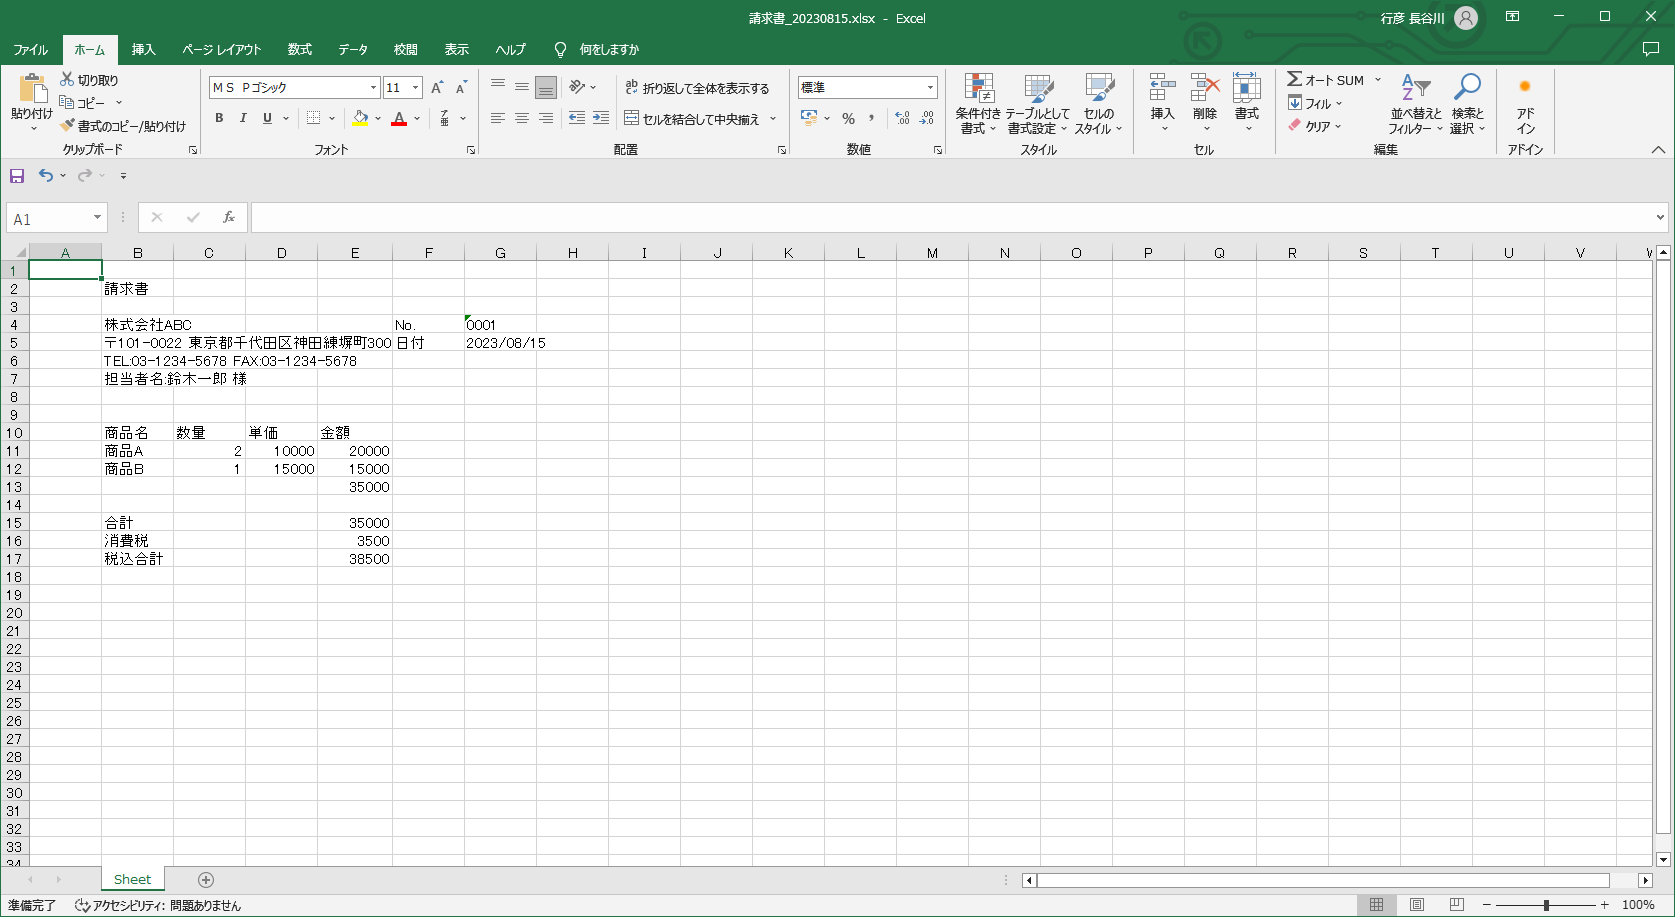 請求書_20230815.xlsx - Excel
行彦 長谷川
ファイル ホーム 挿入 ページ レイアウト 数式 データ 校閲 表示 ヘルプ 何をしますか
貼り付け
切り取り
コピー
書式のコピー/貼り付け
クリップボード
MS Pゴシック 11
B I U
フォント
折り返して全体を表示する
セルを結合して中央揃え
配置
標準
数値
条件付き書式
テーブルとして書式設定
セルのスタイル
スタイル
挿入 削除 書式
セル
オート SUM
フィル
クリア
並べ替えとフィルター
検索と選択
編集
アドイン
アドイン
A1
fx
A B C D E F G H I J K L M N O P Q R S T U V W
1
2 請求書
3
4 株式会社ABC No. 0001
5 〒101-0022 東京都千代田区神田練塀町300 日付 2023/08/15
6 TEL:03-1234-5678 FAX:03-1234-5678
7 担当者名:鈴木一郎 様
8
9
10 商品名 数量 単価 金額
11 商品A 2 10000 20000
12 商品B 1 15000 15000
13 35000
14
15 合計 35000
16 消費税 3500
17 税込合計 38500
18
19
20
21
22
23
24
25
26
27
28
29
30
31
32
33
34
Sheet
準備完了 アクセシビリティ: 問題ありません 100%